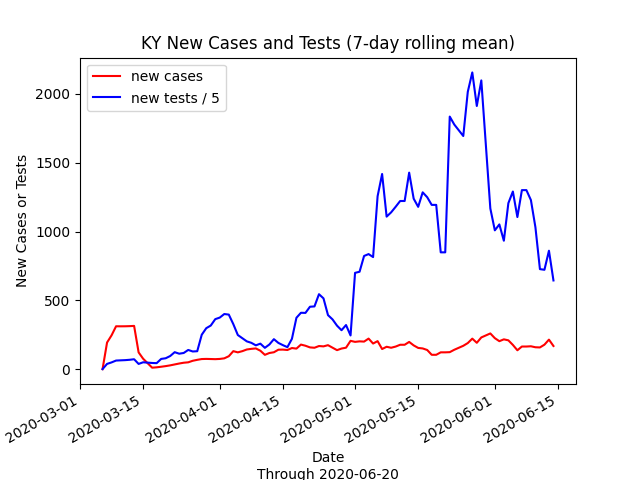 KY New Cases and Tests (7-day rolling mean)
new cases
new tests / 5
2000
1500
1000
500
0
New Cases or Tests
2020-03-01
2020-03-15
2020-04-01
2020-04-15
2020-05-01
2020-05-15
2020-06-01
2020-06-15
Date
Through 2020-06-20